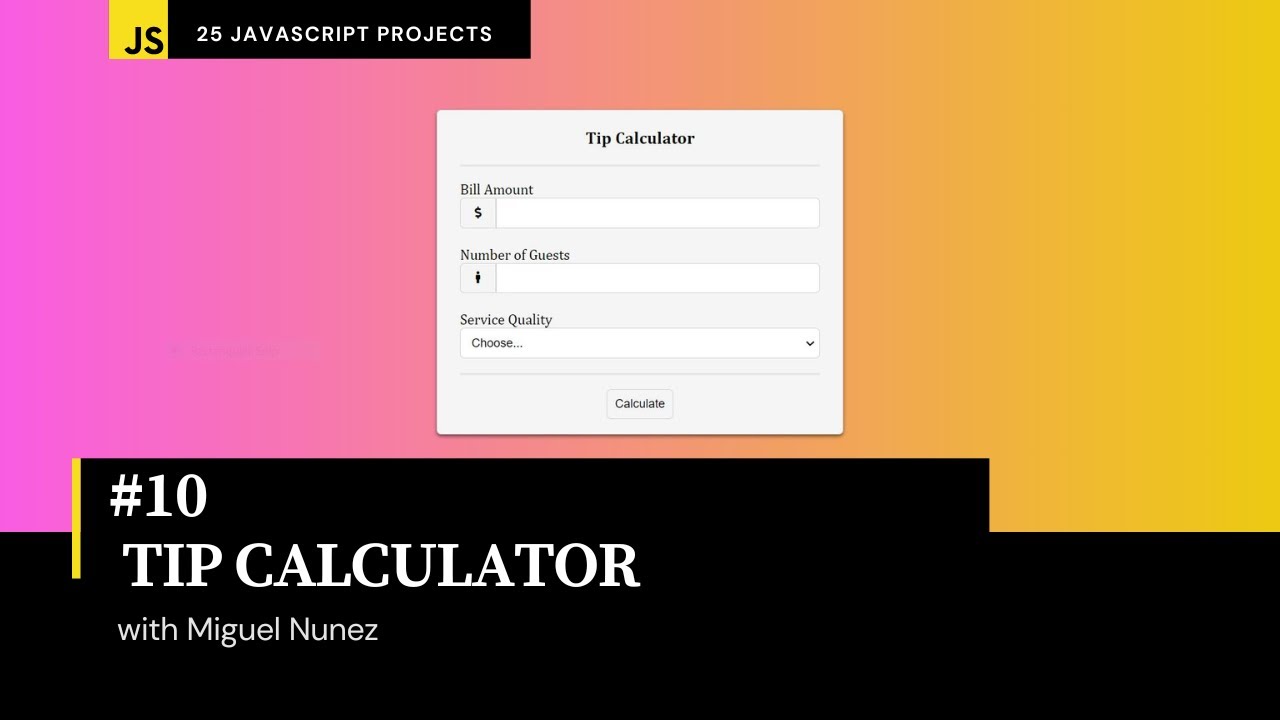 JS
25 JAVASCRIPT PROJECTS
Tip Calculator
Bill Amount
$
Number of Guests
Service Quality
Choose...
Calculate
#10
TIP CALCULATOR
with Miguel Nunez